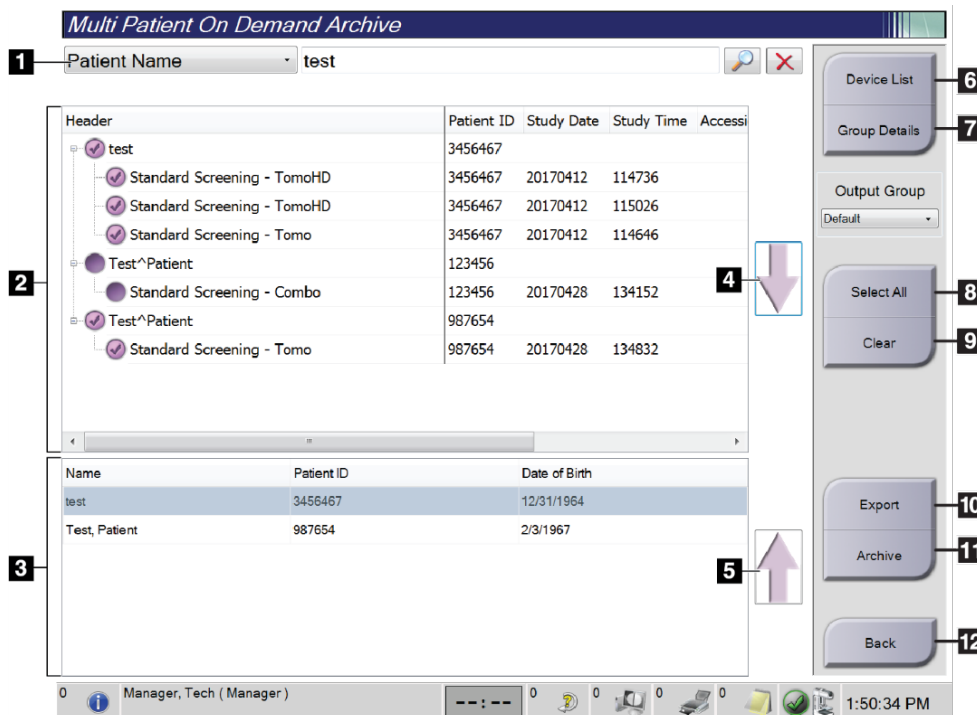 Multi Patient On Demand Archive
1 Patient Name test
Device List 6
Group Details 7
Output Group
Default
Header Patient ID Study Date Study Time Accessi
test 3456467
Standard Screening - TomoHD 3456467 20170412 114736
Standard Screening - TomoHD 3456467 20170412 115026
Standard Screening - Tomo 3456467 20170412 114646
2 Test^Patient 123456
Standard Screening - Combo 123456 20170428 134152
Test^Patient 987654
Standard Screening - Tomo 987654 20170428 134832
4
Select All 8
Clear 9
Name Patient ID Date of Birth
test 3456467 12/31/1964
Test, Patient 987654 2/3/1967
3
5
Export 10
Archive 11
Back 12
0 Manager, Tech ( Manager ) --:-- 0 0 0 0 1:50:34 PM